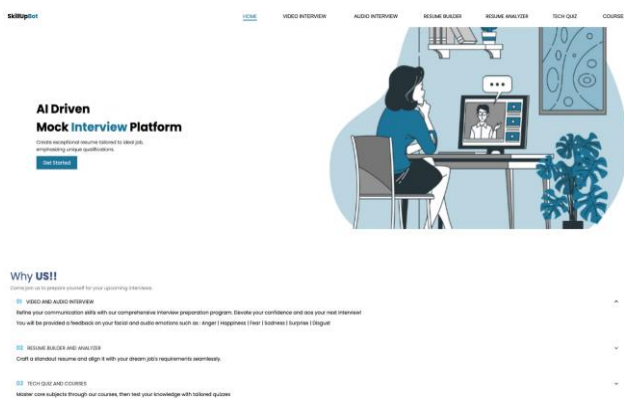 SkillUpBot
HOME VIDEO INTERVIEW AUDIO INTERVIEW RESUME BUILDER RESUME ANALYZER TECH QUIZ COURSE
AI Driven
Mock Interview Platform
Create exceptional resume tailored to ideal job,
emphasizing unique qualifications.
Get Started
Why US!!
Come join us to prepare yourself for your upcoming interviews.
01 VIDEO AND AUDIO INTERVIEW
Refine your communication skills with our comprehensive interview preparation program. Elevate your confidence and ace your next interview!
You will be provided a feedback on your facial and audio emotions such as : Anger | Happiness | Fear | Sadness | Surprise | Disgust
02 RESUME BUILDER AND ANALYZER
Craft a standout resume and align it with your dream job's requirements seamlessly.
03 TECH QUIZ AND COURSES
Master core subjects through our courses, then test your knowledge with tailored quizzes